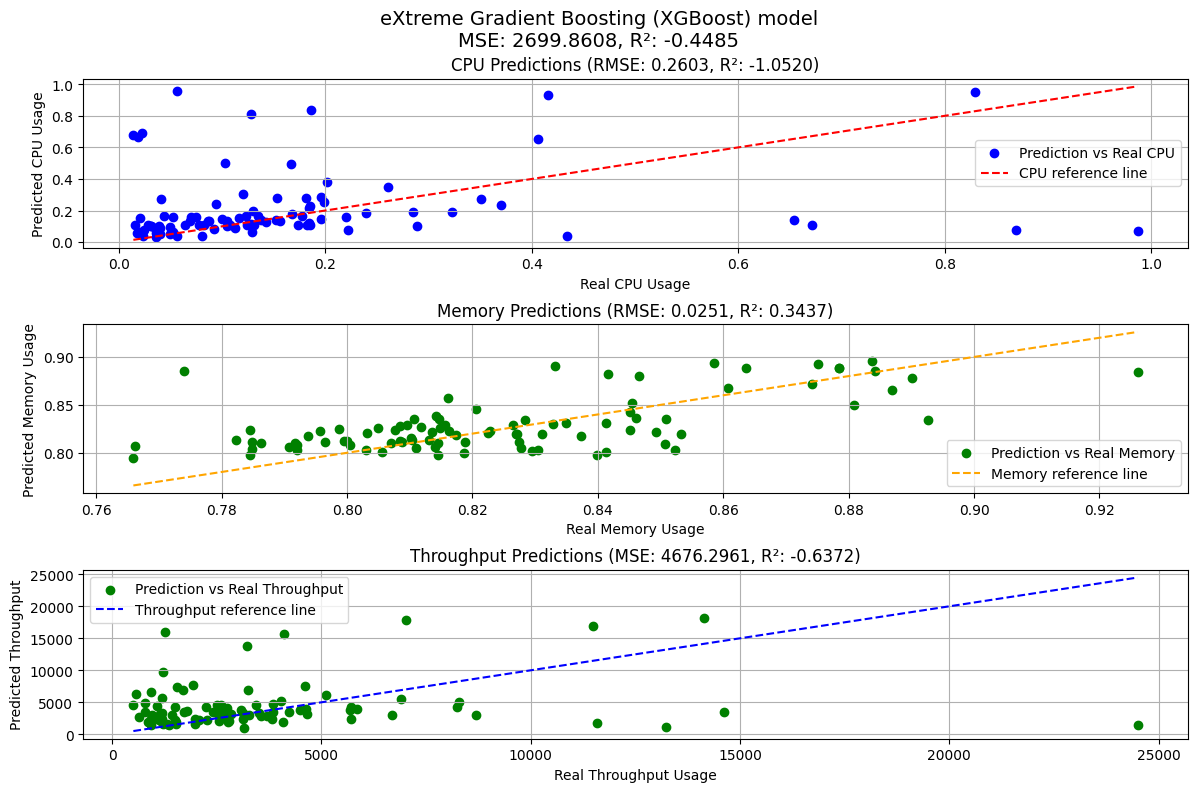 eXtreme Gradient Boosting (XGBoost) model
MSE: 2699.8608, R²: -0.4485
CPU Predictions (RMSE: 0.2603, R²: -1.0520)
Predicted CPU Usage
1.0
0.8
0.6
0.4
0.2
0.0
Prediction vs Real CPU
CPU reference line
0.0 0.2 0.4 0.6 0.8 1.0
Real CPU Usage
Memory Predictions (RMSE: 0.0251, R²: 0.3437)
Predicted Memory Usage
0.90
0.85
0.80
Prediction vs Real Memory
Memory reference line
0.76 0.78 0.80 0.82 0.84 0.86 0.88 0.90 0.92
Real Memory Usage
Throughput Predictions (MSE: 4676.2961, R²: -0.6372)
Predicted Throughput
25000
20000
15000
10000
5000
0
Prediction vs Real Throughput
Throughput reference line
0 5000 10000 15000 20000 25000
Real Throughput Usage